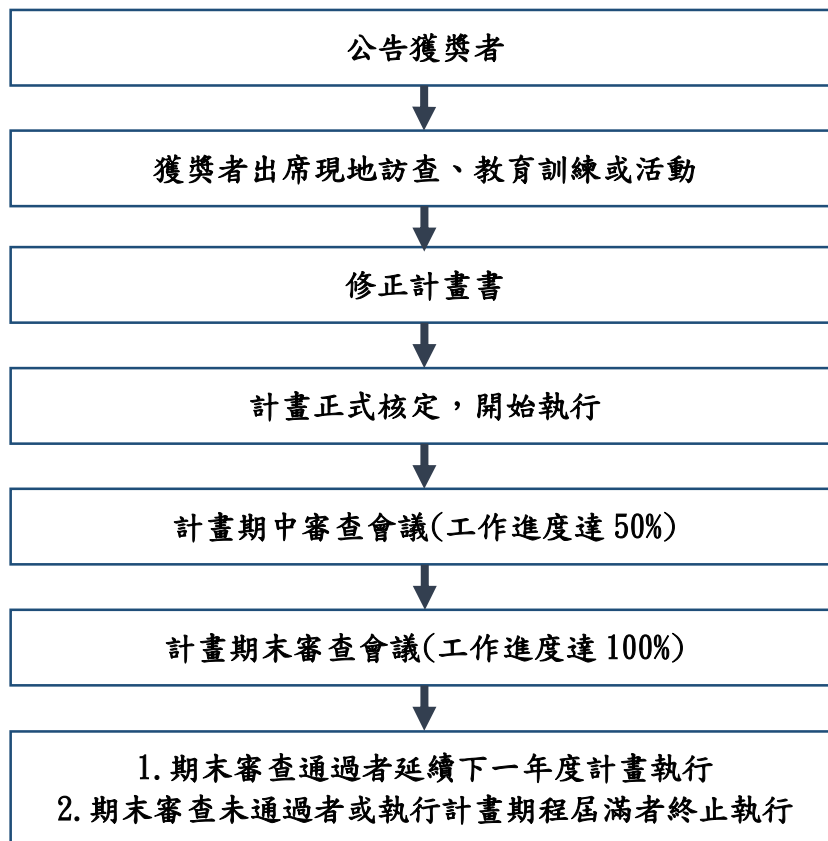 公告獲獎者
獲獎者出席現地訪查、教育訓練或活動
修正計畫書
計畫正式核定，開始執行
計畫期中審查會議(工作進度達 50%)
計畫期末審查會議(工作進度達 100%)
1.期末審查通過者延續下一年度計畫執行
2.期末審查未通過者或執行計畫期程屆滿者終止執行